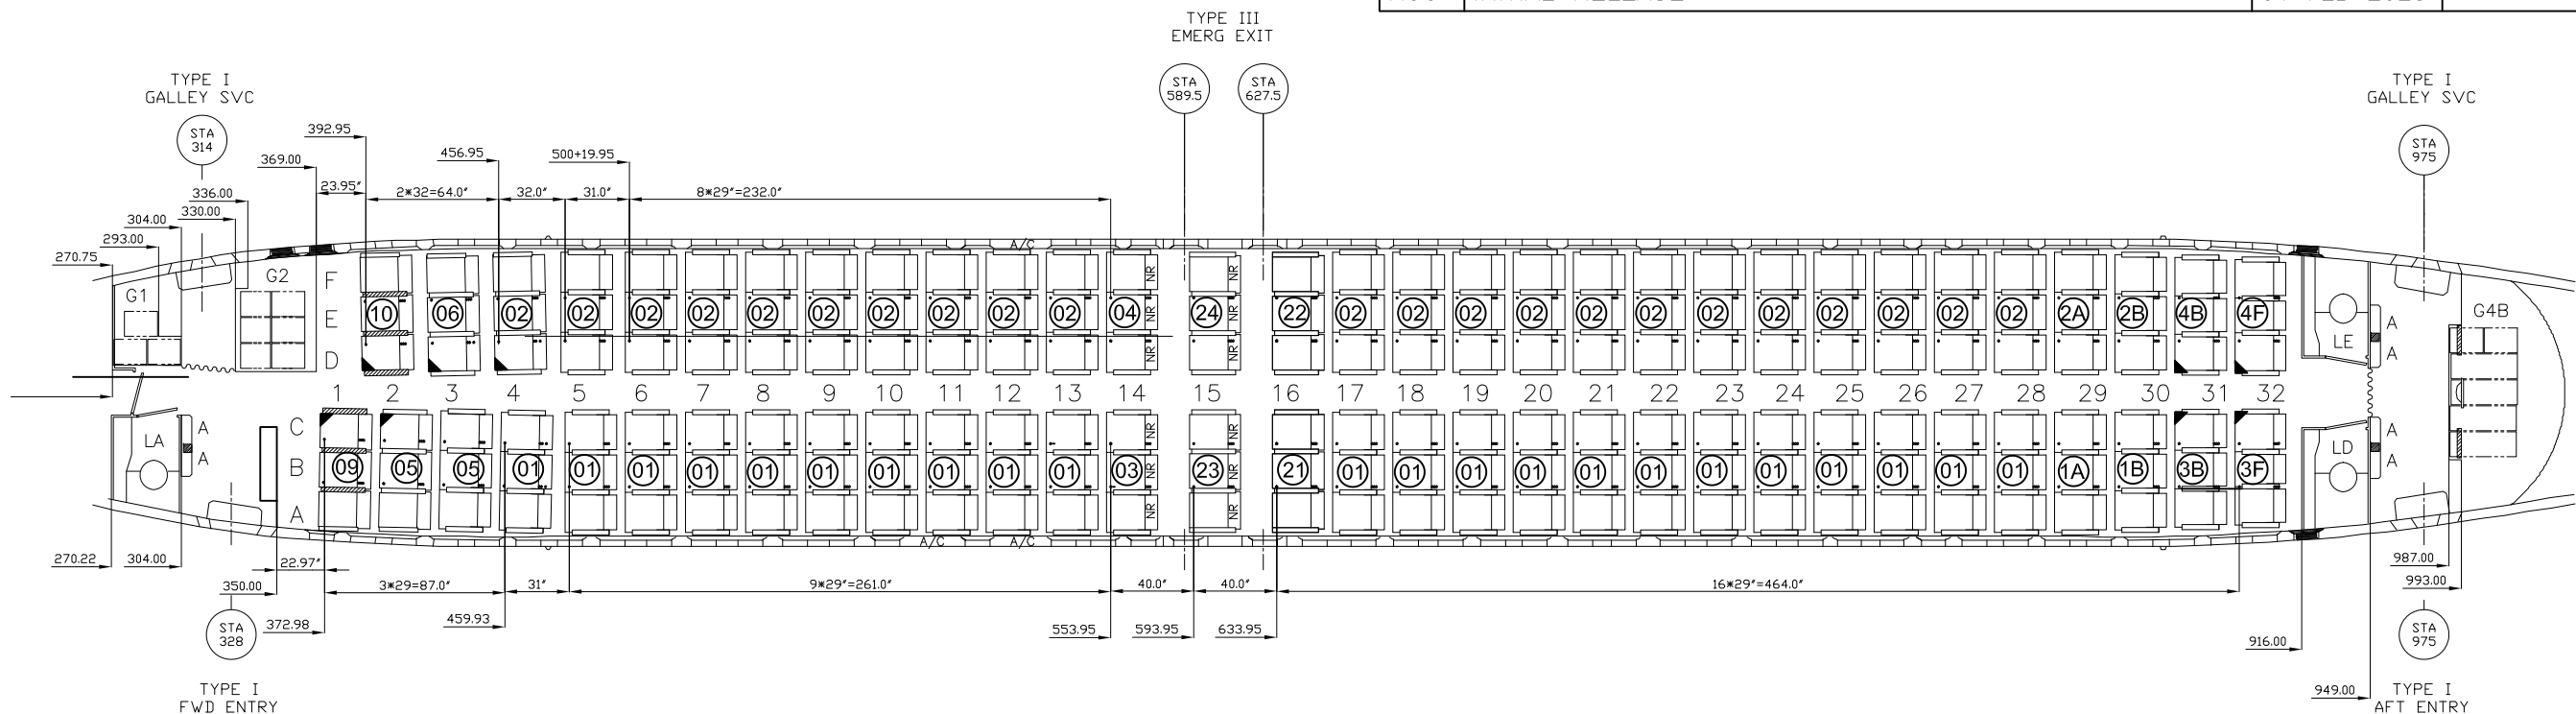 TYPE III
EMERG EXIT
TYPE I
GALLEY SVC
TYPE I
GALLEY SVC
STA
589.5
STA
627.5
STA
314
STA
975
392.95
369.00
456.95
500+19.95
23.95"
2*32=64.0"
32.0"
31.0"
8*29"=232.0"
336.00
330.00
304.00
293.00
270.75
A/C
G1
G2
F
E
D
NR
NR
NR
NR
NR
NR
10 06 02 02 02 02 02 02 02 02 02 02 04 24 22 02 02 02 02 02 02 02 02 02 02 02 02 2A 2B 4B 4F
LE
A
A
G4B
1 2 3 4 5 6 7 8 9 10 11 12 13 14 15 16 17 18 19 20 21 22 23 24 25 26 27 28 29 30 31 32
LA
A
A
C
B
A
NR
NR
NR
NR
NR
NR
09 05 05 01 01 01 01 01 01 01 01 01 01 03 23 21 01 01 01 01 01 01 01 01 01 01 01 01 1A 1B 3B 3F
LD
A
A
A/C
A/C
270.22
304.00
350.00
22.97"
3*29=87.0"
31"
9*29"=261.0"
40.0"
40.0"
16*29"=464.0"
987.00
993.00
372.98
459.93
553.95
593.95
633.95
916.00
949.00
STA
328
STA
975
TYPE I
FWD ENTRY
TYPE I
AFT ENTRY